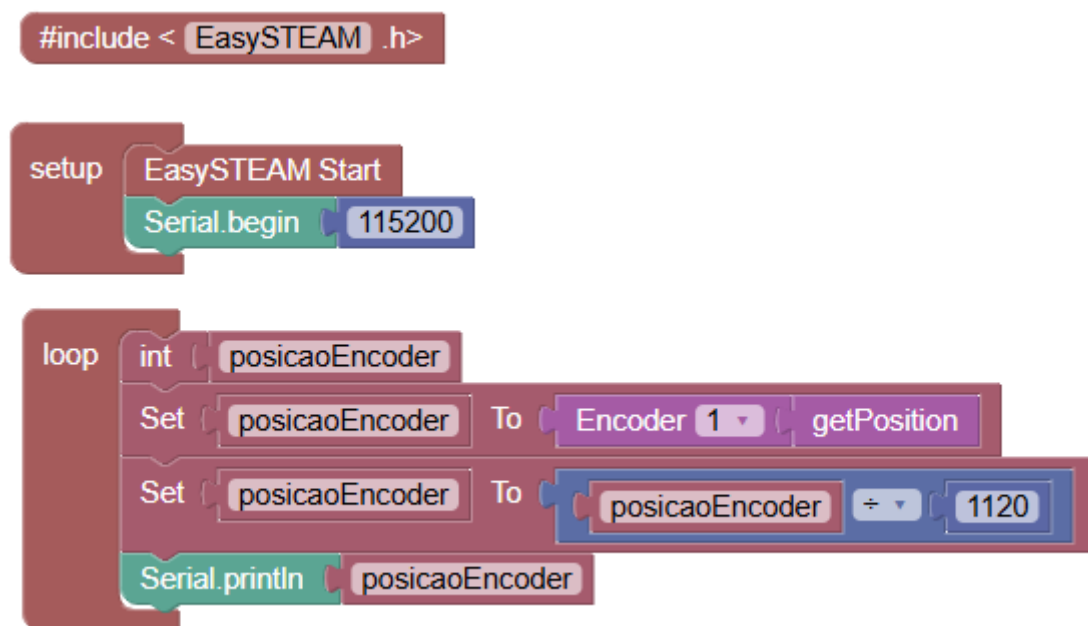 #include < EasySTEAM .h>
setup
EasySTEAM Start
Serial.begin 115200
loop
int posicaoEncoder
Set posicaoEncoder To Encoder 1 getPosition
Set posicaoEncoder To posicaoEncoder ÷ 1120
Serial.println posicaoEncoder